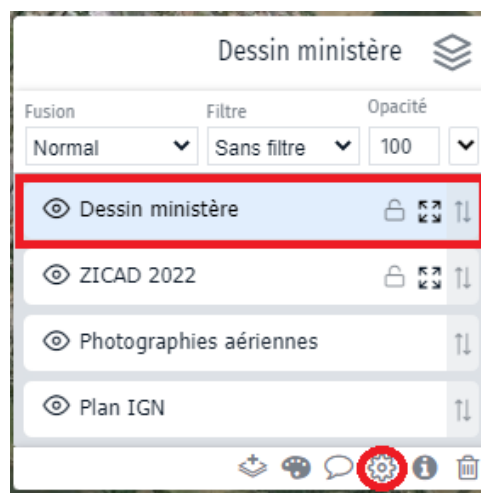 Dessin ministère
Fusion Filtre Opacité
Normal Sans filtre 100
Dessin ministère
ZICAD 2022
Photographies aériennes
Plan IGN